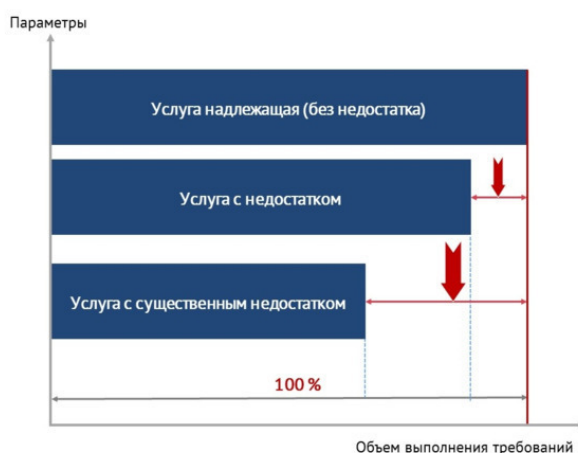 Параметры
Услуга надлежащая (без недостатка)
Услуга с недостатком
Услуга с существенным недостатком
100 %
Объем выполнения требований